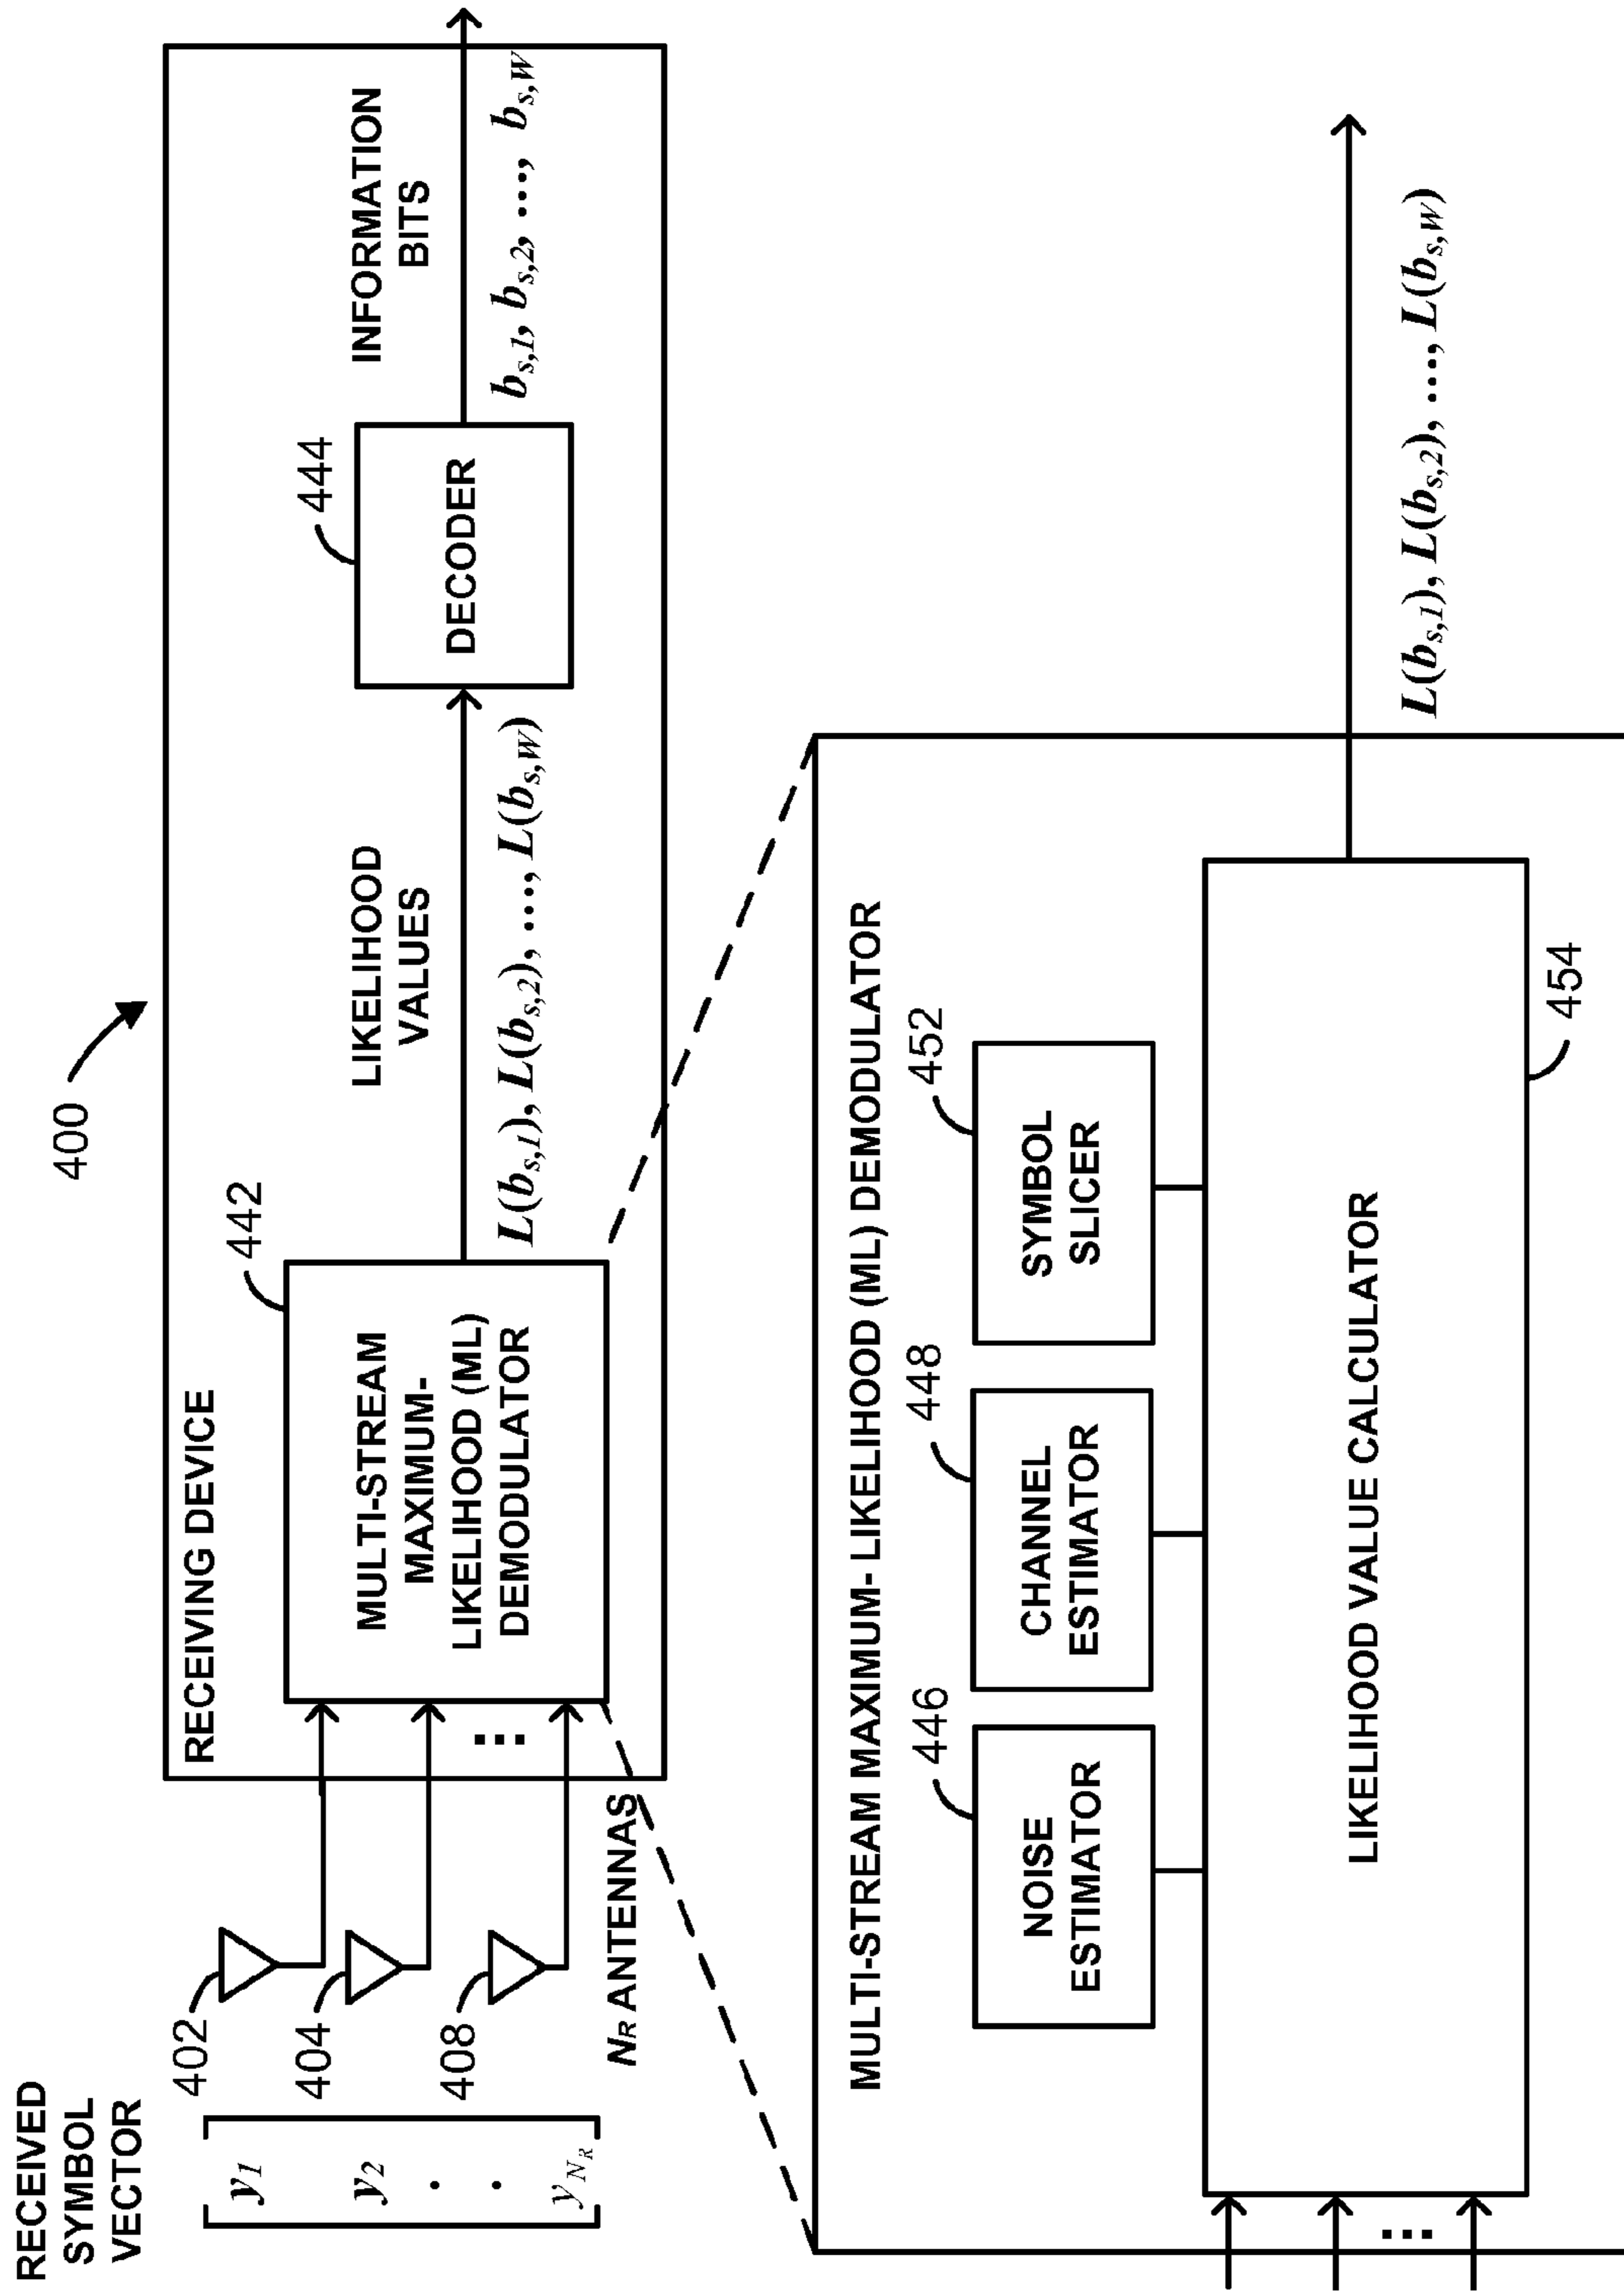 400
RECEIVED
SYMBOL
VECTOR
y1
y2
.
.
yNR
402
404
408
NR ANTENNAS
RECEIVING DEVICE
442
MULTI-STREAM
MAXIMUM-
LIKELIHOOD (ML)
DEMODULATOR
...
LIKELIHOOD
VALUES
L(bs,1), L(bs,2), ...., L(bs,W)
444
DECODER
INFORMATION
BITS
bs,1, bs,2, ...., bs,W
MULTI-STREAM MAXIMUM- LIKELIHOOD (ML) DEMODULATOR
446
NOISE
ESTIMATOR
448
CHANNEL
ESTIMATOR
452
SYMBOL
SLICER
LIKELIHOOD VALUE CALCULATOR
454
...
L(bs,1), L(bs,2), ...., L(bs,W)